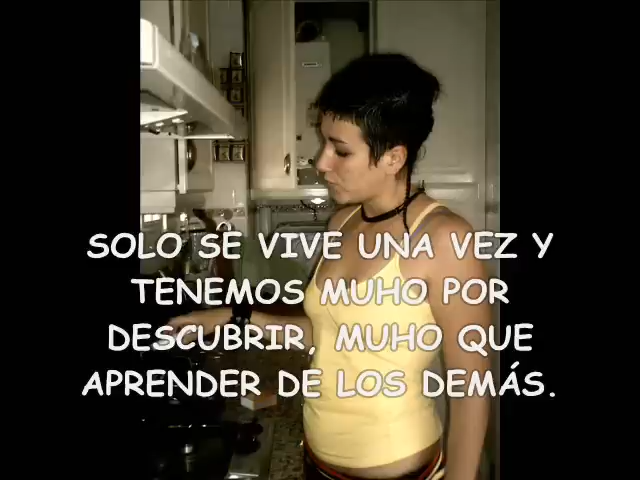 SOLO SE VIVE UNA VEZ Y
TENEMOS MUHO POR
DESCUBRIR, MUHO QUE
APRENDER DE LOS DEMÁS.